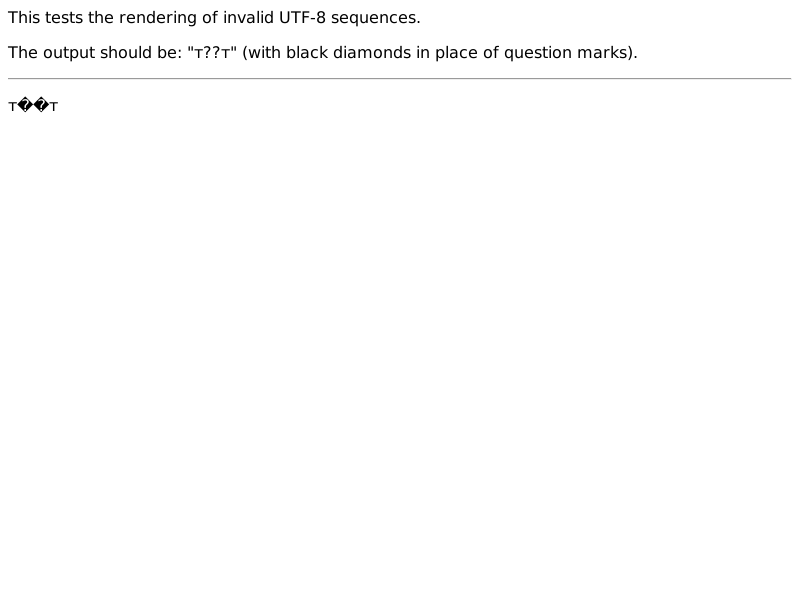 This tests the rendering of invalid UTF-8 sequences.
The output should be: "т??т" (with black diamonds in place of question marks).
т��т